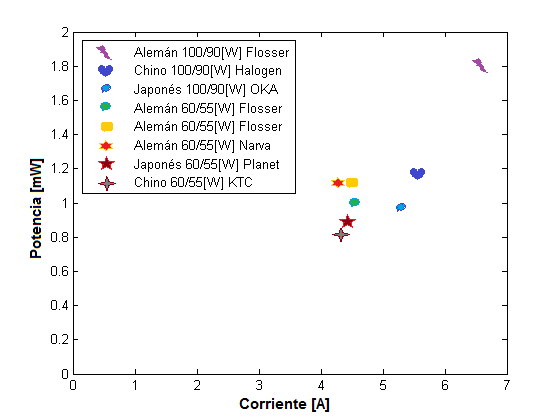 2
1.8
1.6
1.4
1.2
1
0.8
0.6
0.4
0.2
0
Potencia [mW]
Alemán 100/90[W] Flosser
Chino 100/90[W] Halogen
Japonés 100/90[W] OKA
Alemán 60/55[W] Flosser
Alemán 60/55[W] Flosser
Alemán 60/55[W] Narva
Japonés 60/55[W] Planet
Chino 60/55[W] KTC
0 1 2 3 4 5 6 7
Corriente [A]